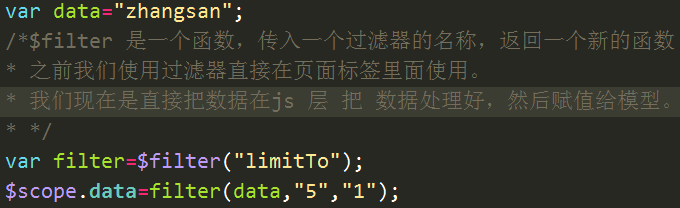 var data="zhangsan";
/*$filter 是一个函数，传入一个过滤器的名称，返回一个新的函数
* 之前我们使用过滤器直接在页面标签里面使用。
* 我们现在是直接把数据在js 层 把 数据处理好，然后赋值给模型。
* */
var filter=$filter("limitTo");
$scope.data=filter(data,"5","1");